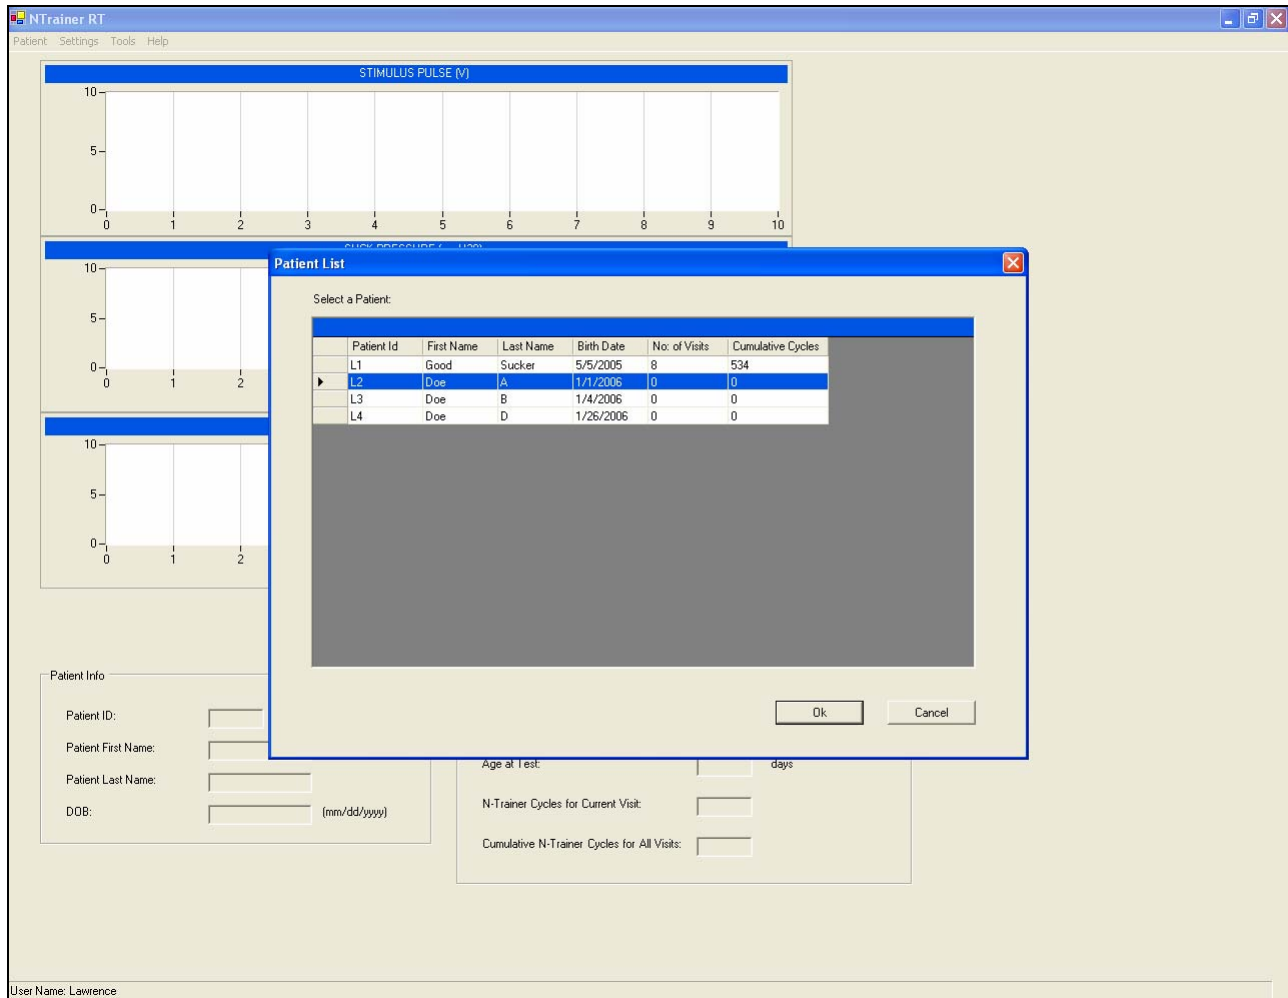 NTrainer RT
Patient Settings Tools Help
STIMULUS PULSE (V)
10
5
0
0 1 2 3 4 5 6 7 8 9 10
10
5
0
0 1 2
10
5
0
0 1 2
Patient List
Select a Patient:
Patient Id First Name Last Name Birth Date No: of Visits Cumulative Cycles
L1 Good Sucker 5/5/2005 8 534
L2 Doe A 1/1/2006 0 0
L3 Doe B 1/4/2006 0 0
L4 Doe D 1/26/2006 0 0
Ok Cancel
Patient Info
Patient ID:
Patient First Name:
Patient Last Name:
DOB: (mm/dd/yyyy)
Age at Test: days
N-Trainer Cycles for Current Visit:
Cumulative N-Trainer Cycles for All Visits:
User Name: Lawrence